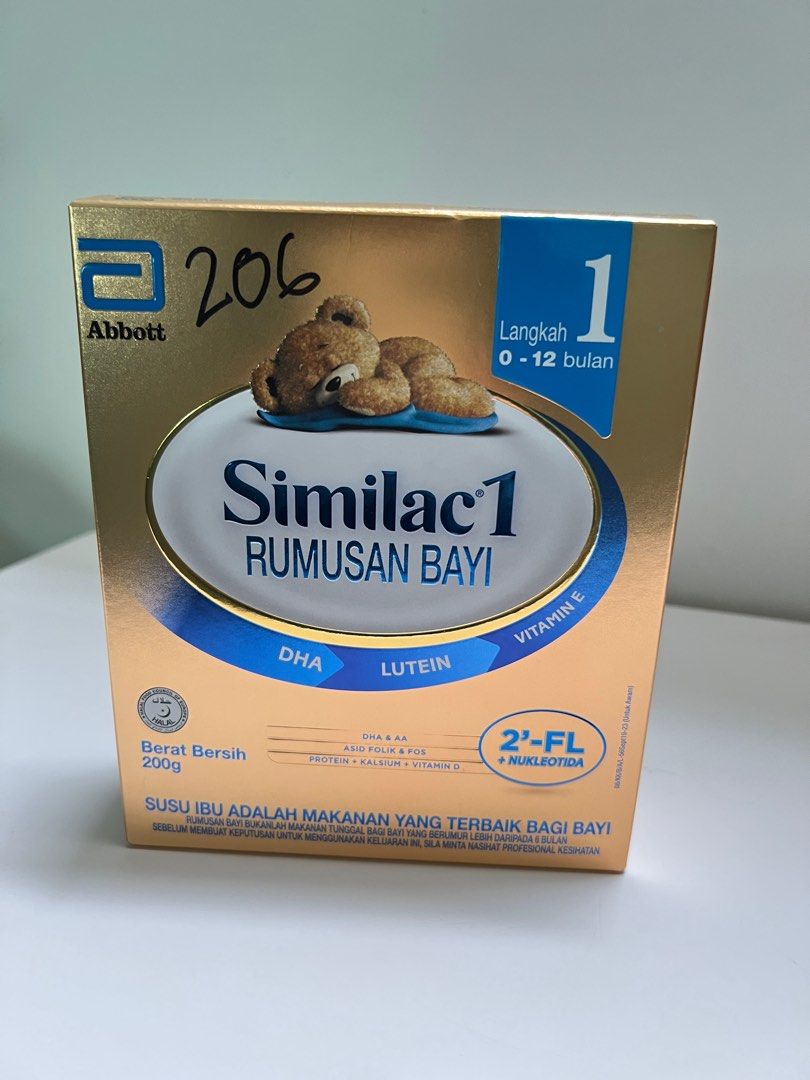 Abbott
206
Langkah 1
0 - 12 bulan
Similac®1
RUMUSAN BAYI
DHA LUTEIN VITAMIN E
HALAL
Berat Bersih
200g
DHA & AA
ASID FOLIK & FOS
PROTEIN + KALSIUM + VITAMIN D
2’-FL
+ NUKLEOTIDA
SUSU IBU ADALAH MAKANAN YANG TERBAIK BAGI BAYI
RUMUSAN BAYI BUKANLAH MAKANAN TUNGGAL BAGI BAYI YANG BERUMUR LEBIH DARIPADA 6 BULAN
SEBELUM MEMBUAT KEPUTUSAN UNTUK MENGGUNAKAN KELUARAN INI, SILA MINTA NASIHAT PROFESIONAL KESIHATAN
(Untuk Awam)